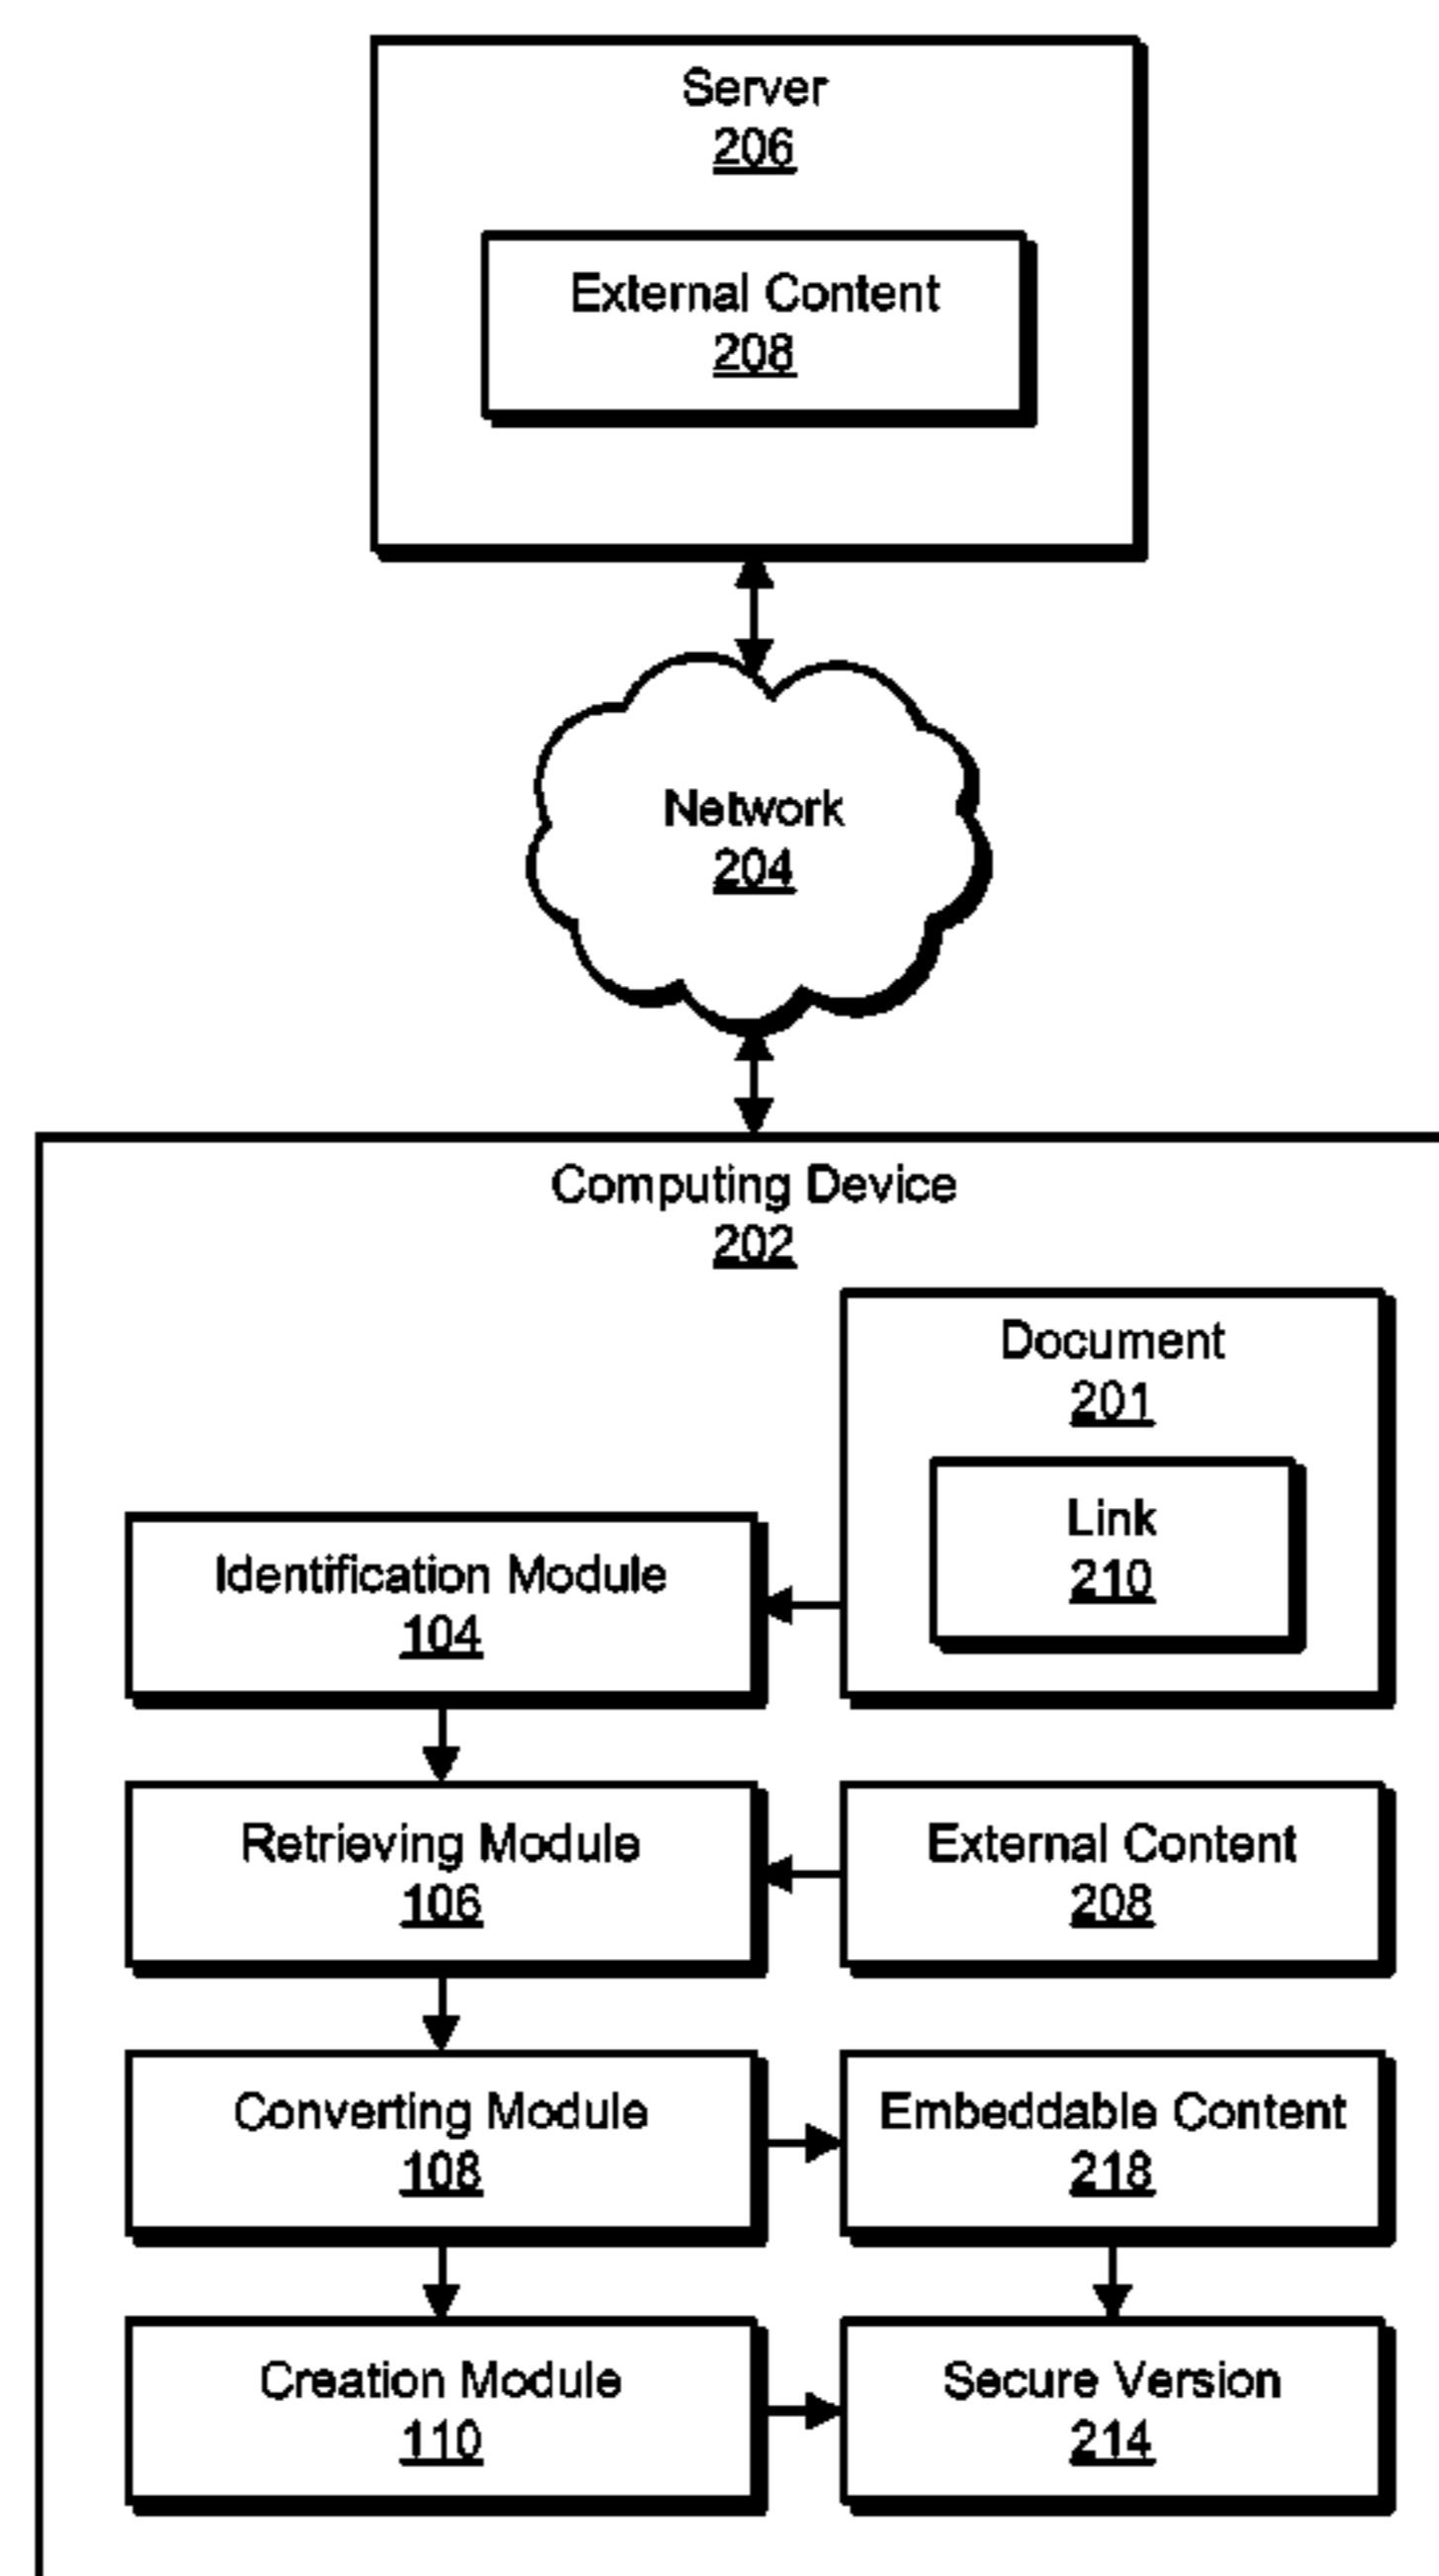 Server
206
External Content
208
Network
204
Computing Device
202
Document
201
Link
210
Identification Module
104
Retrieving Module
106
External Content
208
Converting Module
108
Embeddable Content
218
Creation Module
110
Secure Version
214